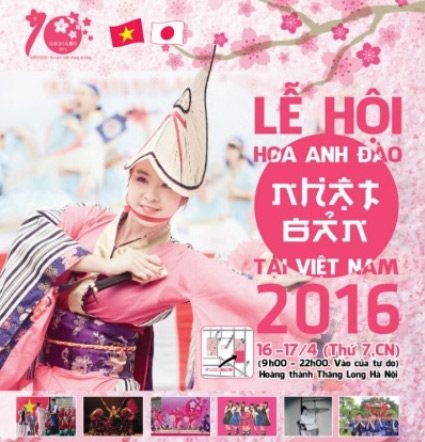 LỄ HỘI
HOA ANH ĐÀO
NHẬT
BẢN
TẠI VIỆT NAM
2016
16 -17/4 (Thứ 7,CN)
(9h00 - 22h00. Vào cửa tự do)
Hoàng thành Thăng Long Hà Nội